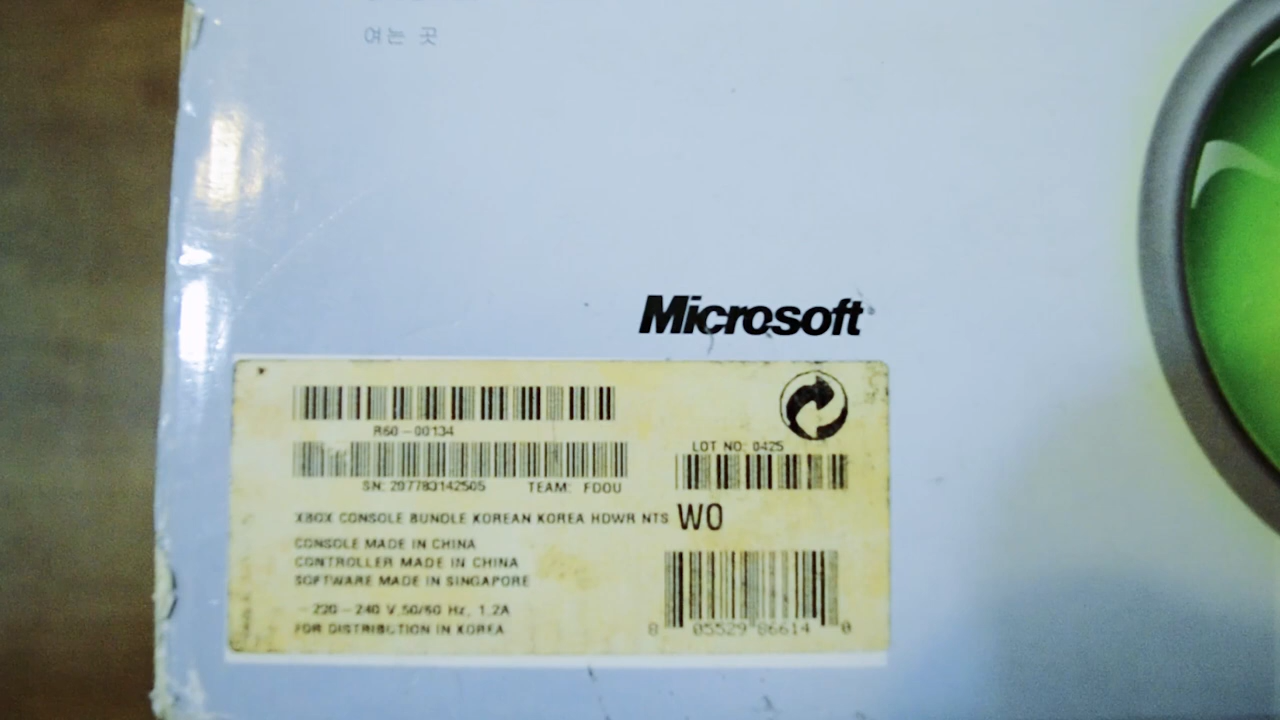 여는 곳
Microsoft
R60-00134
LOT NO: 0425
SN: 297783142505 TEAM: FDOU
XBOX CONSOLE BUNDLE KOREAN KOREA HDWR NTS WO
CONSOLE MADE IN CHINA
CONTROLLER MADE IN CHINA
SOFTWARE MADE IN SINGAPORE
~220-240 V,50/60 Hz, 1.2A
FOR DISTRIBUTION IN KOREA
8 05529 86614 0